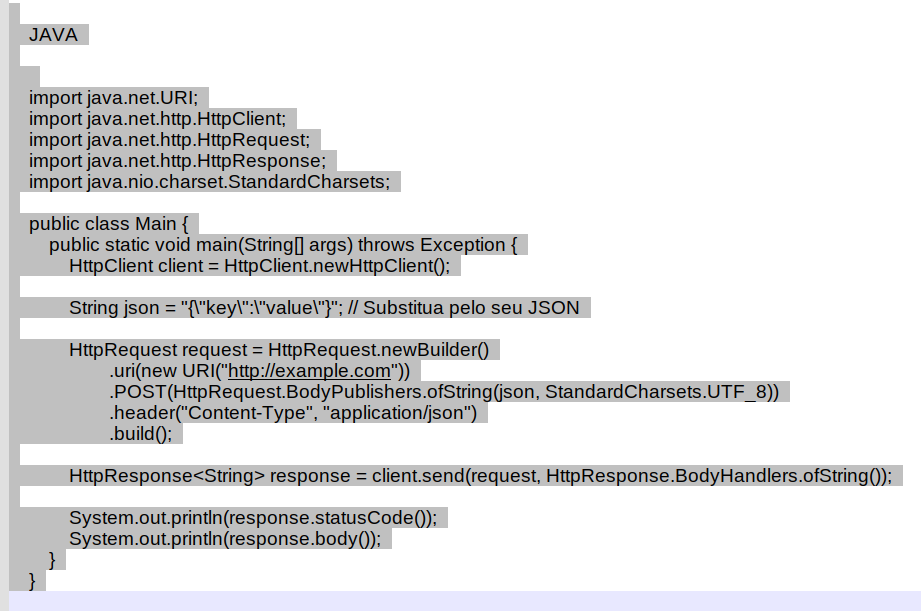 JAVA
import java.net.URI;
import java.net.http.HttpClient;
import java.net.http.HttpRequest;
import java.net.http.HttpResponse;
import java.nio.charset.StandardCharsets;
public class Main {
    public static void main(String[] args) throws Exception {
        HttpClient client = HttpClient.newHttpClient();
        String json = "{\"key\":\"value\"}"; // Substitua pelo seu JSON
        HttpRequest request = HttpRequest.newBuilder()
                .uri(new URI("http://example.com"))
                .POST(HttpRequest.BodyPublishers.ofString(json, StandardCharsets.UTF_8))
                .header("Content-Type", "application/json")
                .build();
        HttpResponse<String> response = client.send(request, HttpResponse.BodyHandlers.ofString());
        System.out.println(response.statusCode());
        System.out.println(response.body());
    }
}